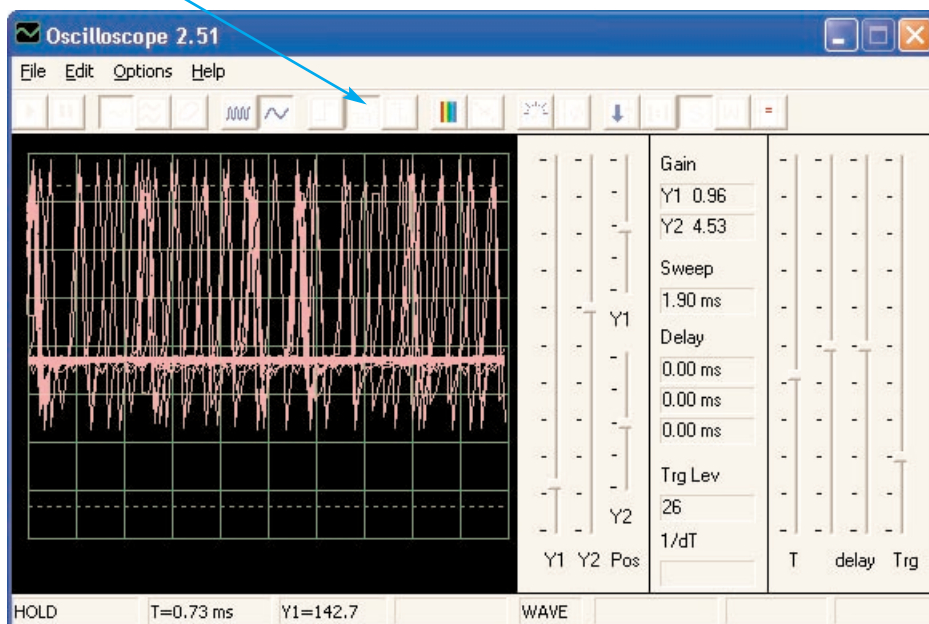 Oscilloscope 2.51
File Edit Options Help
Gain
Y1 0.96
Y2 4.53
Sweep
1.90 ms
Y1
Delay
0.00 ms
0.00 ms
0.00 ms
Trg Lev
26
Y2
1/dT
Y1 Y2 Pos
T delay Trg
HOLD T=0.73 ms Y1=142.7 WAVE